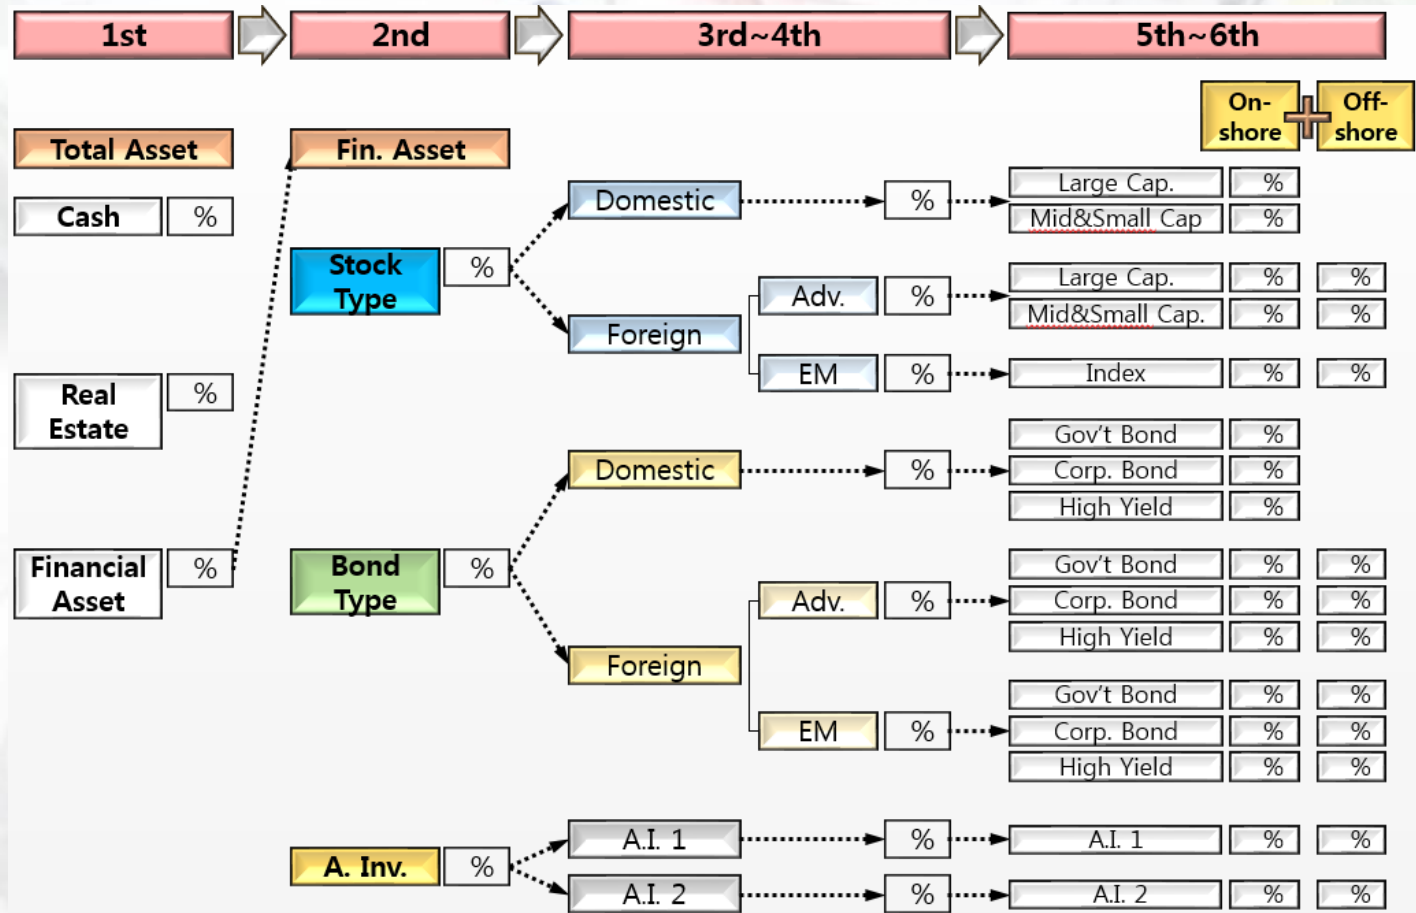 1st
2nd
3rd~4th
5th~6th
On-
shore
Off-
shore
Total Asset
Fin. Asset
Cash
%
Real
Estate
%
Financial
Asset
%
Stock
Type
%
Domestic
%
Large Cap.
%
Mid&Small Cap
%
Foreign
Adv.
%
Large Cap.
%
%
Mid&Small Cap.
%
%
EM
%
Index
%
%
Bond
Type
%
Domestic
%
Gov't Bond
%
Corp. Bond
%
High Yield
%
Foreign
Adv.
%
Gov't Bond
%
%
Corp. Bond
%
%
High Yield
%
%
EM
%
Gov't Bond
%
%
Corp. Bond
%
%
High Yield
%
%
A. Inv.
%
A.I. 1
%
A.I. 1
%
%
A.I. 2
%
A.I. 2
%
%